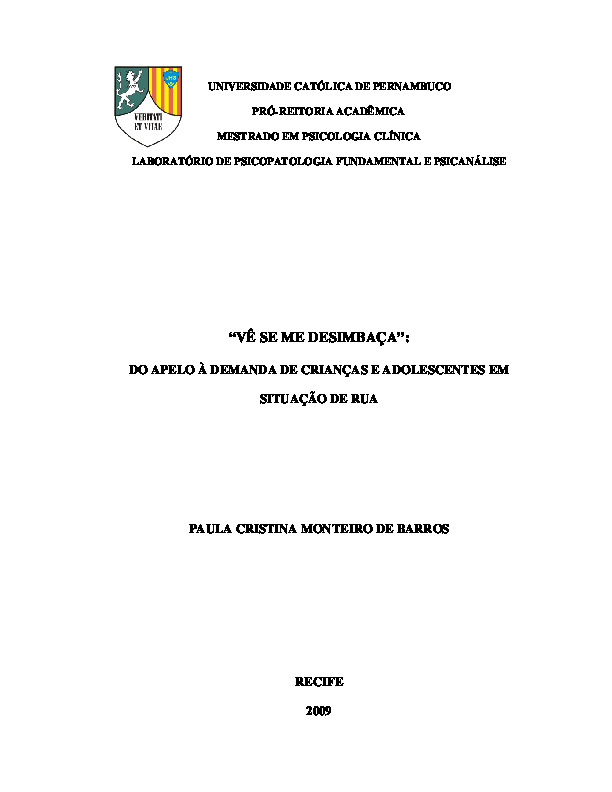 UNIVERSIDADE CATÓLICA DE PERNAMBUCO
PRÓ-REITORIA ACADÊMICA
MESTRADO EM PSICOLOGIA CLÍNICA
LABORATÓRIO DE PSICOPATOLOGIA FUNDAMENTAL E PSICANÁLISE
VERITATI
ET VITAE
“VÊ SE ME DESIMBAÇA”:
DO APELO À DEMANDA DE CRIANÇAS E ADOLESCENTES EM
SITUAÇÃO DE RUA
PAULA CRISTINA MONTEIRO DE BARROS
RECIFE
2009